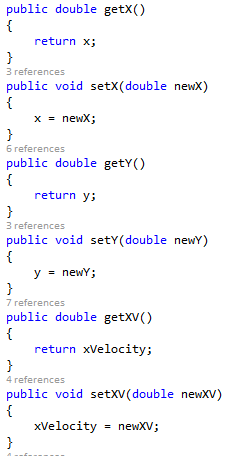 public double getX()
{
    return x;
}
3 references
public void setX(double newX)
{
    x = newX;
}
6 references
public double getY()
{
    return y;
}
3 references
public void setY(double newY)
{
    y = newY;
}
7 references
public double getXV()
{
    return xVelocity;
}
4 references
public void setXV(double newXV)
{
    xVelocity = newXV;
}